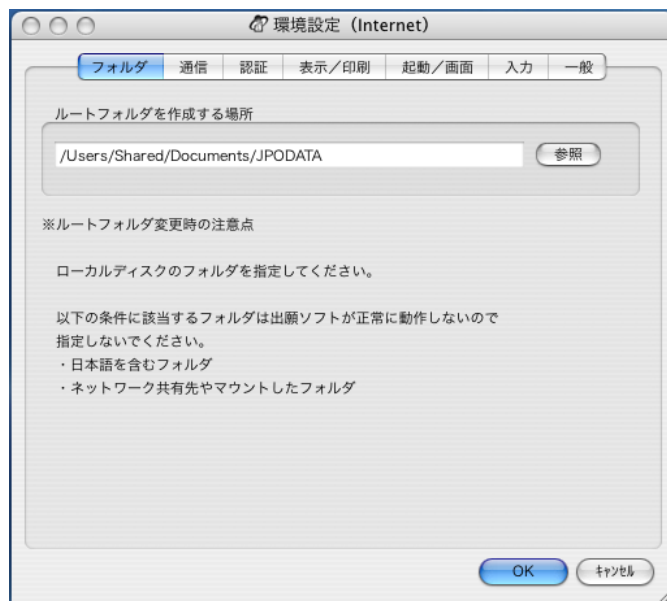 環境設定（Internet）
フォルダ 通信 認証 表示／印刷 起動／画面 入力 一般
ルートフォルダを作成する場所
/Users/Shared/Documents/JPODATA 参照
※ルートフォルダ変更時の注意点
ローカルディスクのフォルダを指定してください。
以下の条件に該当するフォルダは出願ソフトが正常に動作しないので
指定しないでください。
・日本語を含むフォルダ
・ネットワーク共有先やマウントしたフォルダ
OK ｷｬﾝｾﾙ